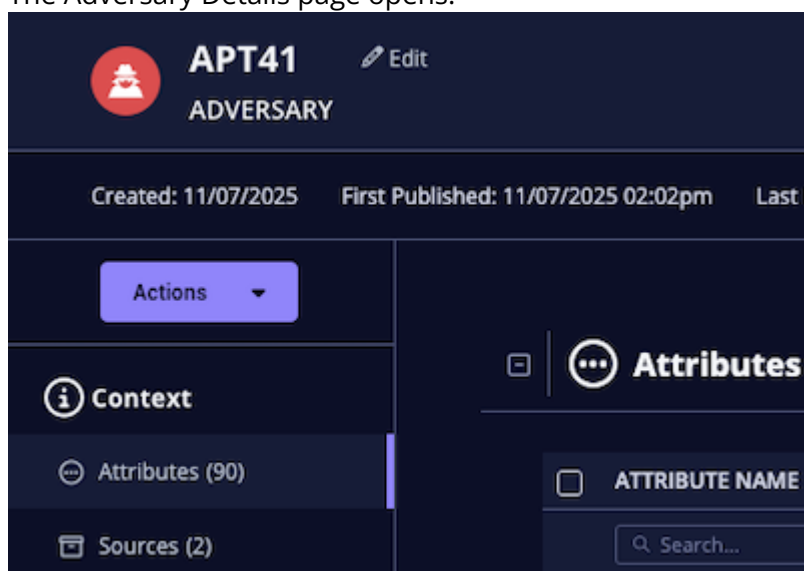 The Adversary Details page opens.
APT41
Edit
ADVERSARY
Created: 11/07/2025 First Published: 11/07/2025 02:02pm Last
Actions
Context
Attributes (90)
Sources (2)
Attributes
ATTRIBUTE NAME
Search...